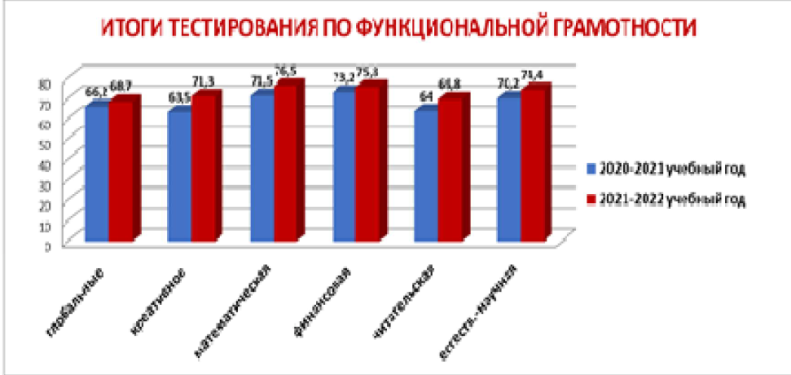 ИТОГИ ТЕСТИРОВАНИЯ ПО ФУНКЦИОНАЛЬНОЙ ГРАМОТНОСТИ
80
70
60
50
40
30
20
10
0
66,2 68,7
63,5 71,3
71,5 76,5
73,2 75,8
64 69,8
70,2 74,4
глобальные
креативное
математическая
финансовая
читательская
естеств.-научная
2020-2021 учебный год
2021-2022 учебный год